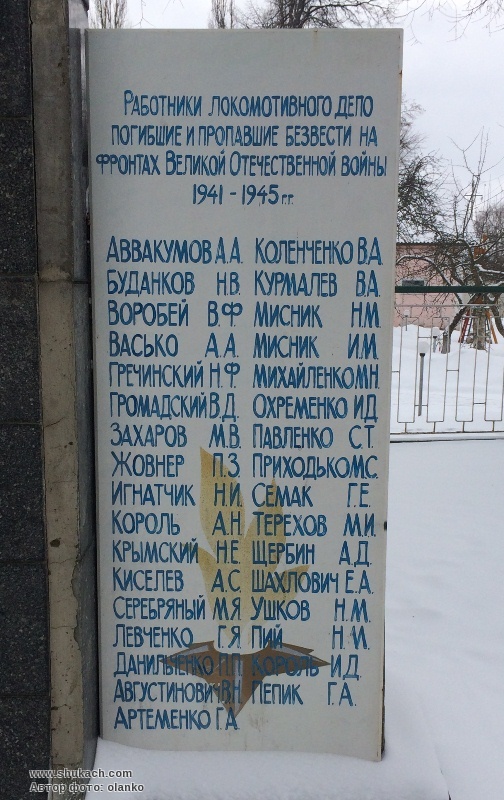 Работники локомотивного депо
погибшие и пропавшие безвести на
фронтах Великой Отечественной войны
1941 - 1945 г.г.
Аввакумов А.А. Коленченко В.А.
Буданков Н.В. Курмалев В.А.
Воробей В.Ф. Мисник Н.М.
Васько А.А. Мисник И.М.
Гречинский Н.Ф. Михайленко М.Н.
Громадский В.Д. Охременко И.Д.
Захаров М.В. Павленко С.Т.
Жовнер П.З. Приходько М.С.
Игнатчик Н.И. Семак Г.Е.
Король А.Н. Терехов М.И.
Крымский Н.Е. Щербин А.Д.
Киселев А.С. Шахлович Е.А.
Серебряный М.Я. Ушков Н.М.
Левченко Г.Я. Пий Н.М.
Данильченко П.П. Король И.Д.
Августинович В.Н. Пепик Г.А.
Артеменко Г.А.
www.shukach.com
Автор фото: olanko